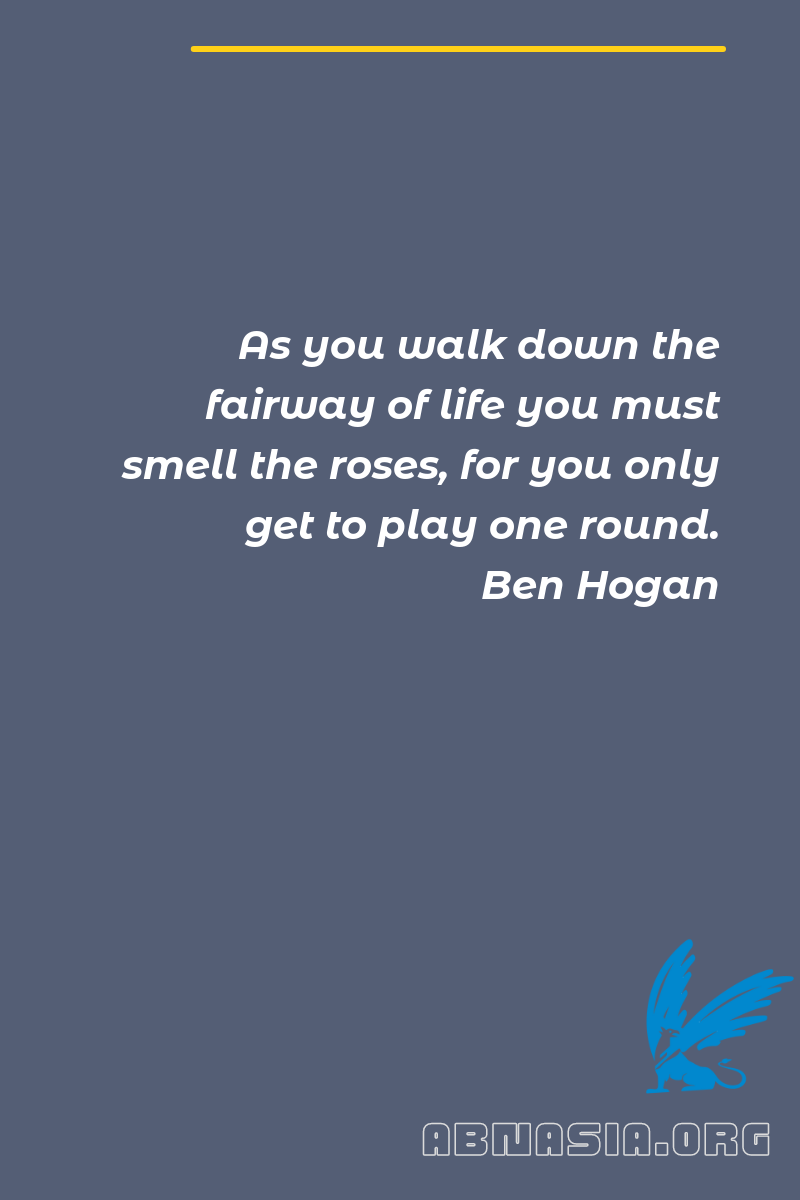 As you walk down the
fairway of life you must
smell the roses, for you only
get to play one round.
Ben Hogan
ABNASIA.ORG